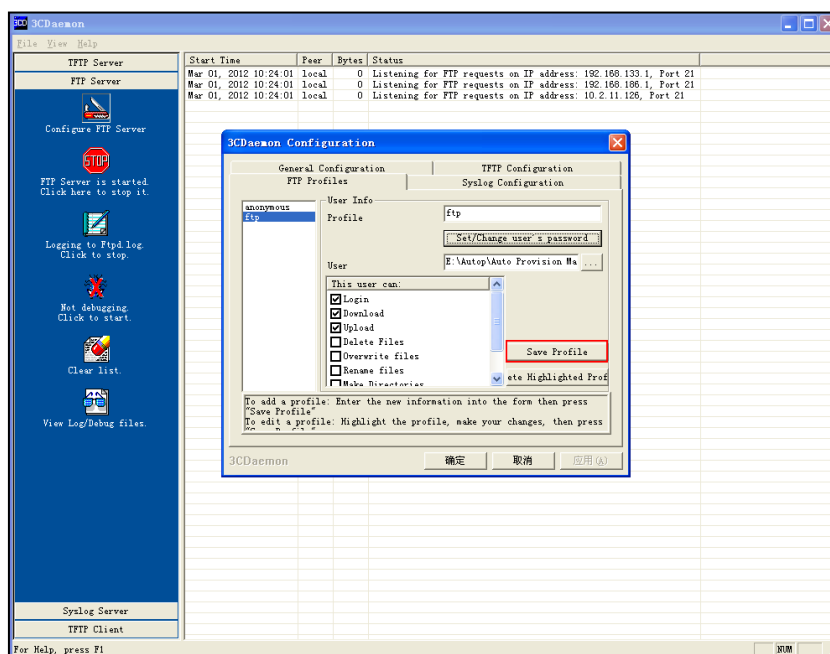 3CDaemon
File View Help
TFTP Server
FTP Server
Configure FTP Server
STOP
FTP Server is started.
Click here to stop it.
Logging to Ftpd.log.
Click to stop.
Not debugging.
Click to start.
Clear list.
View Log/Debug files.
Syslog Server
TFTP Client
Start Time Peer Bytes Status
Mar 01, 2012 10:24:01 local 0 Listening for FTP requests on IP address: 192.168.133.1, Port 21
Mar 01, 2012 10:24:01 local 0 Listening for FTP requests on IP address: 192.168.186.1, Port 21
Mar 01, 2012 10:24:01 local 0 Listening for FTP requests on IP address: 10.2.11.126, Port 21
3CDaemon Configuration
General Configuration TFTP Configuration
FTP Profiles Syslog Configuration
anonymous
ftp
User Info
Profile ftp
Set/Change user's password
User E:\Autop\Auto Provision Ma ...
This user can:
Login
Download
Upload
Delete Files
Overwrite files
Rename files
Make Directories
Save Profile
ete Highlighted Prof
To add a profile: Enter the new information into the form then press
"Save Profile"
To edit a profile: Highlight the profile, make your changes, then press
3CDaemon
确定 取消 应用(A)
For Help, press F1 NUM